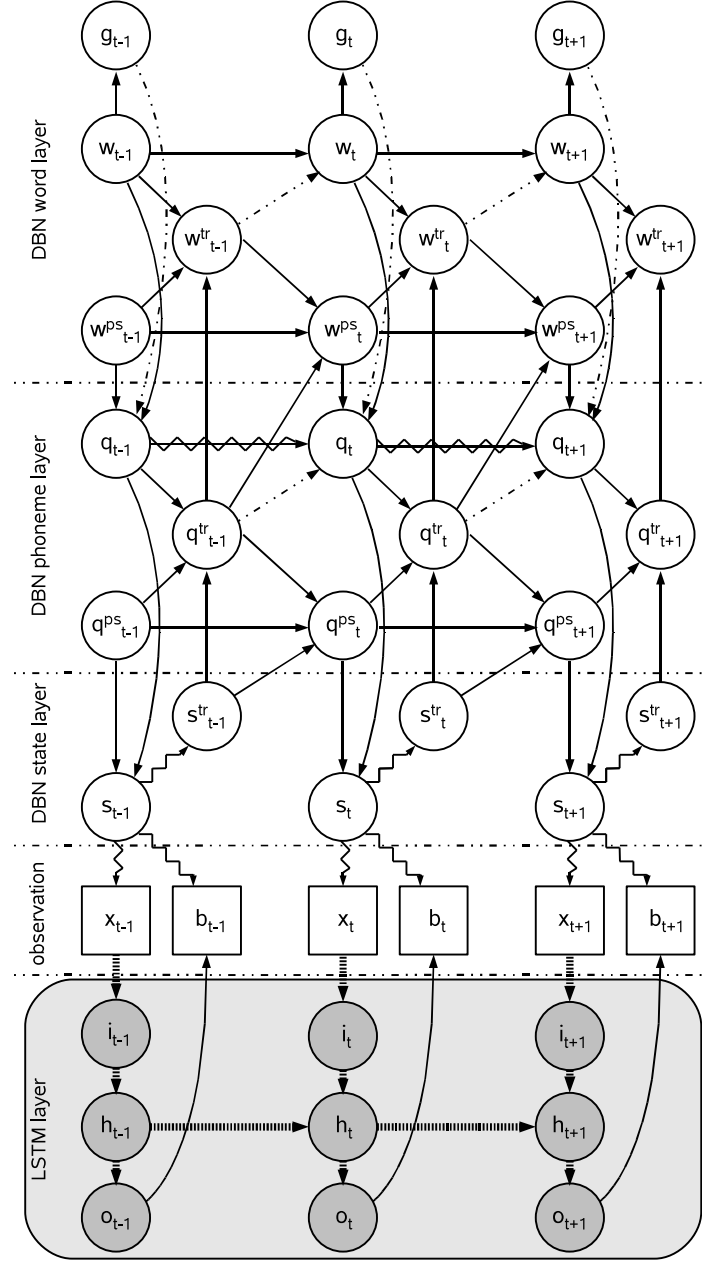 g_{t-1} g_t g_{t+1}
DBN word layer
w_{t-1} w_t w_{t+1}
w^{tr}_{t-1} w^{tr}_t w^{tr}_{t+1}
w^{ps}_{t-1} w^{ps}_t w^{ps}_{t+1}
DBN phoneme layer
q_{t-1} q_t q_{t+1}
q^{tr}_{t-1} q^{tr}_t q^{tr}_{t+1}
q^{ps}_{t-1} q^{ps}_t q^{ps}_{t+1}
DBN state layer
s^{tr}_{t-1} s^{tr}_t s^{tr}_{t+1}
s_{t-1} s_t s_{t+1}
observation
x_{t-1} b_{t-1} x_t b_t x_{t+1} b_{t+1}
LSTM layer
i_{t-1} i_t i_{t+1}
h_{t-1} h_t h_{t+1}
o_{t-1} o_t o_{t+1}